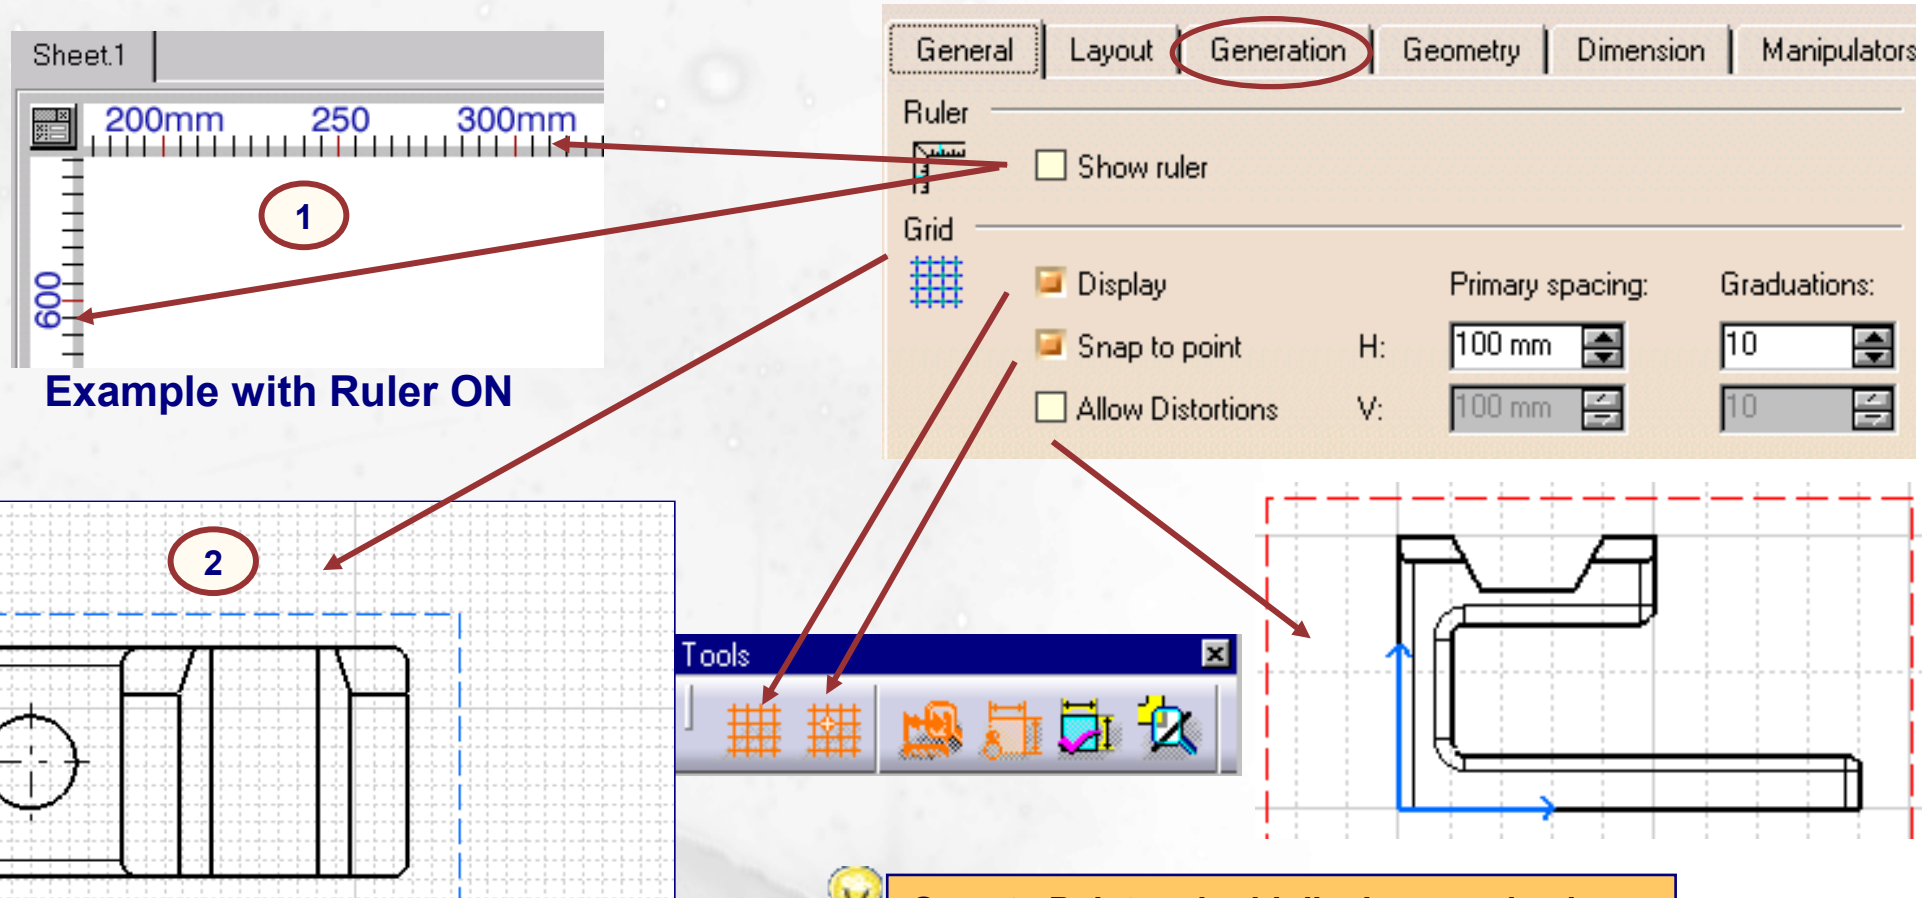 Sheet.1
200mm 250 300mm
600
1
Example with Ruler ON
General Layout Generation Geometry Dimension Manipulators
Ruler
Show ruler
Grid
Display Primary spacing: Graduations:
Snap to point H: 100 mm 10
Allow Distortions V: 100 mm 10
2
Tools